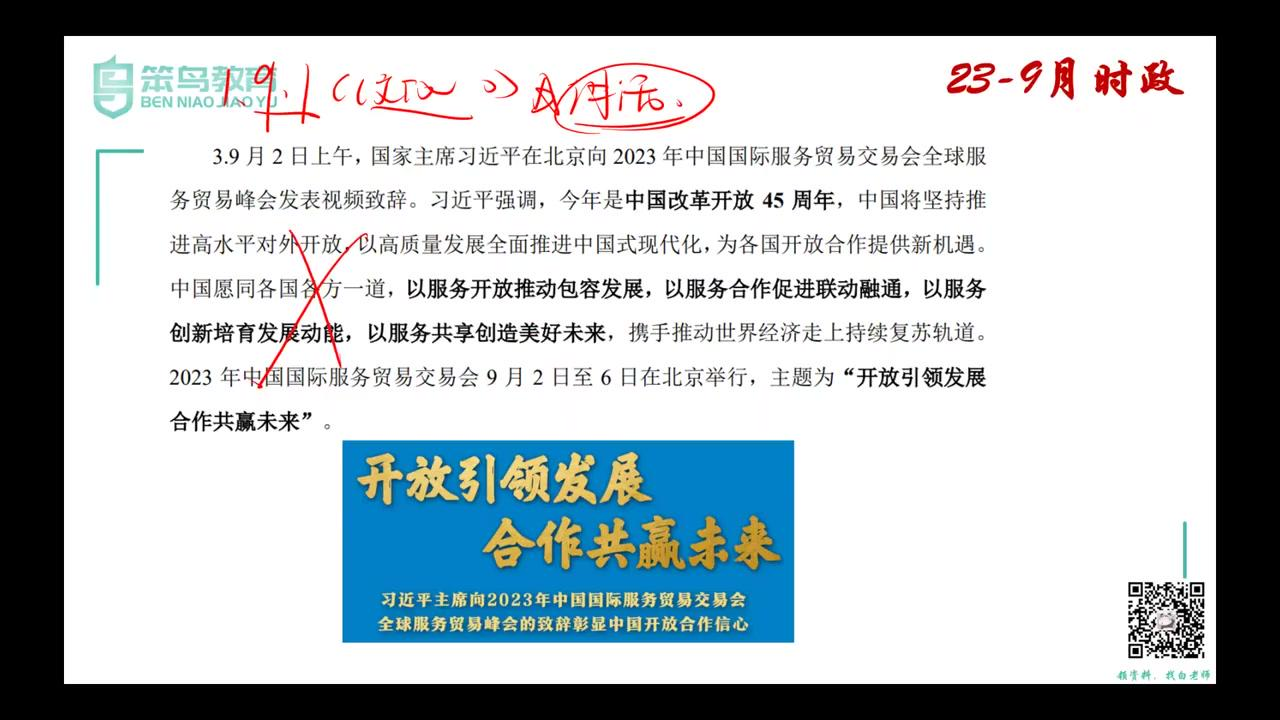 笨鸟教育
BEN NIAO JIAO YU
23-9月时政
1.9.1
3.9 月 2 日上午，国家主席习近平在北京向 2023 年中国国际服务贸易交易会全球服
务贸易峰会发表视频致辞。习近平强调，今年是中国改革开放 45 周年，中国将坚持推
进高水平对外开放，以高质量发展全面推进中国式现代化，为各国开放合作提供新机遇。
中国愿同各国各方一道，以服务开放推动包容发展，以服务合作促进联动融通，以服务
创新培育发展动能，以服务共享创造美好未来，携手推动世界经济走上持续复苏轨道。
2023 年中国国际服务贸易交易会 9 月 2 日至 6 日在北京举行，主题为“开放引领发展
合作共赢未来”。
开放引领发展
合作共赢未来
习近平主席向2023年中国国际服务贸易交易会
全球服务贸易峰会的致辞彰显中国开放合作信心
领资料，找白老师